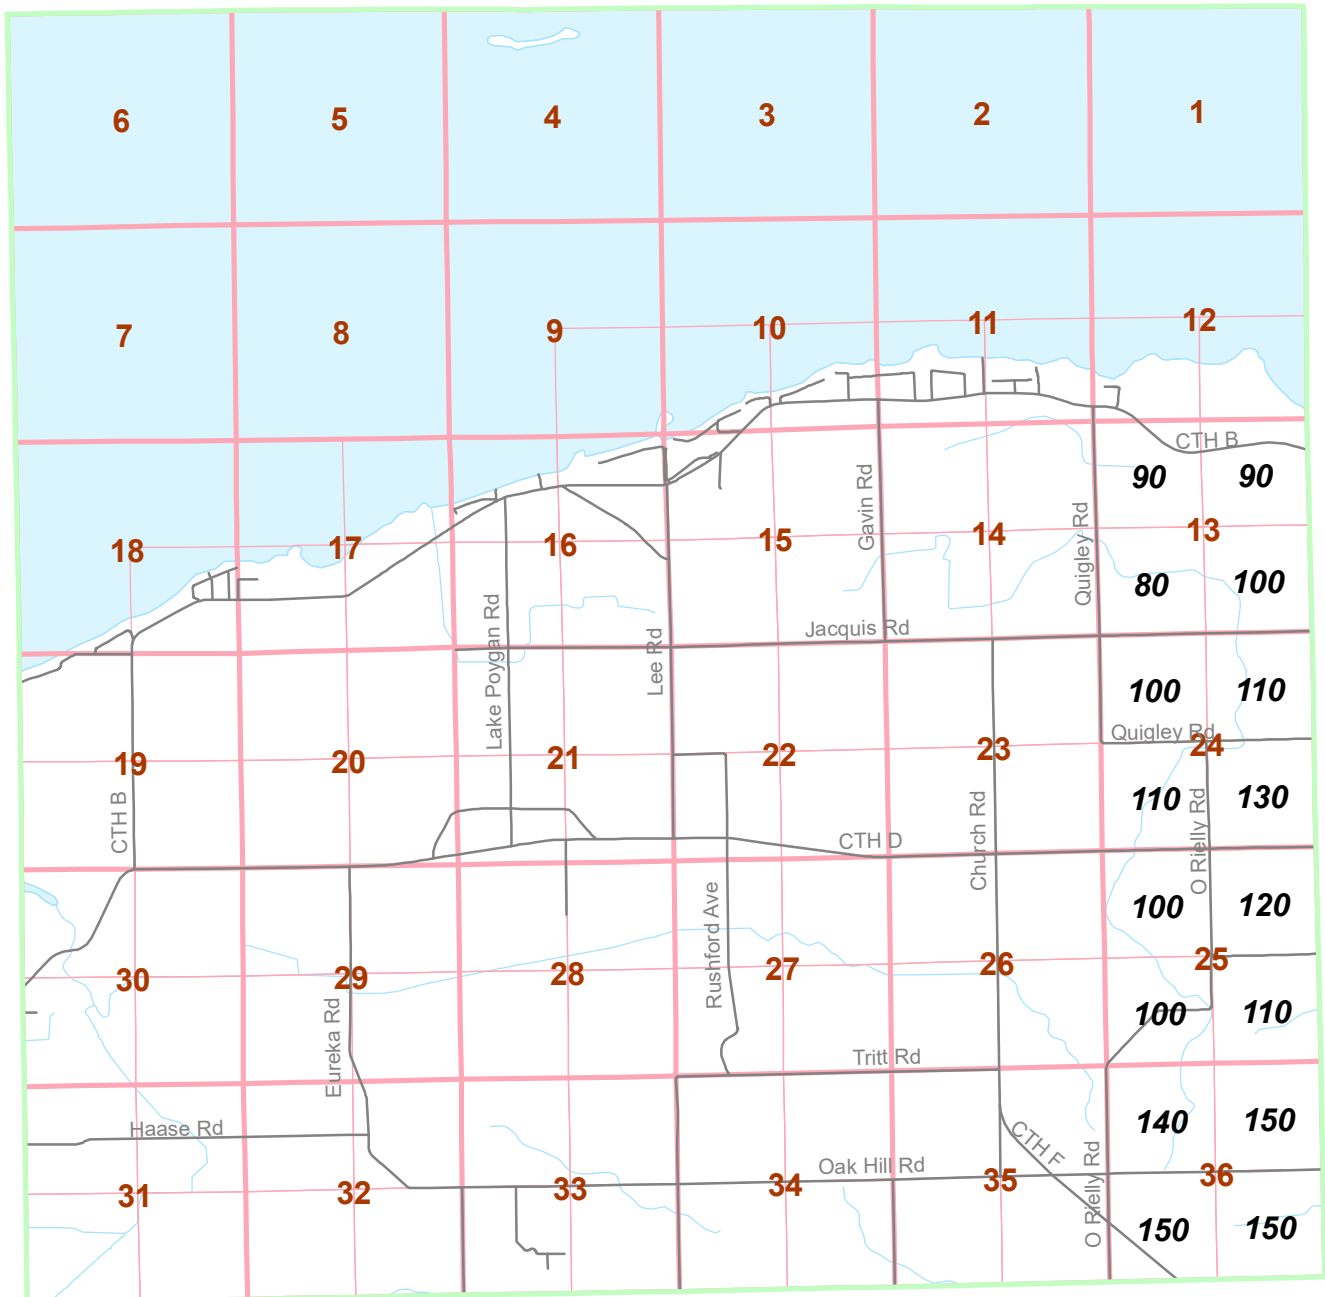 6 5 4 3 2 1
7 8 9 10 11 12
CTH B
90 90
Gavin Rd
Quigley Rd
18 17 16 15 14 13
80 100
Lake Poygan Rd
Jacquis Rd
Lee Rd
100 110
Quigley Rd
19 20 21 22 23 24
110 130
CTH B
CTH D
Church Rd
O Rielly Rd
100 120
Rushford Ave
30 29 28 27 26 25
100 110
Eureka Rd
Tritt Rd
140 150
Haase Rd
CTH F
Oak Hill Rd
O Rielly Rd
31 32 33 34 35 36
150 150